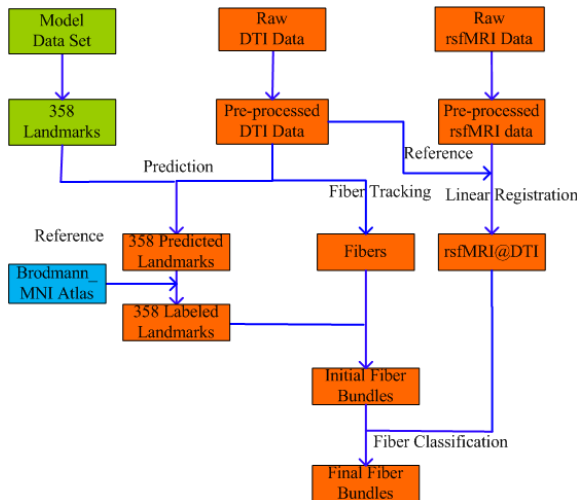 Model
Data Set
Raw
DTI Data
Raw
rsfMRI Data
358
Landmarks
Pre-processed
DTI Data
Pre-processed
rsfMRI data
Reference
Prediction
Fiber Tracking
Linear Registration
Reference
358 Predicted
Landmarks
Fibers
rsfMRI@DTI
Brodmann_
MNI Atlas
358 Labeled
Landmarks
Initial Fiber
Bundles
Fiber Classification
Final Fiber
Bundles